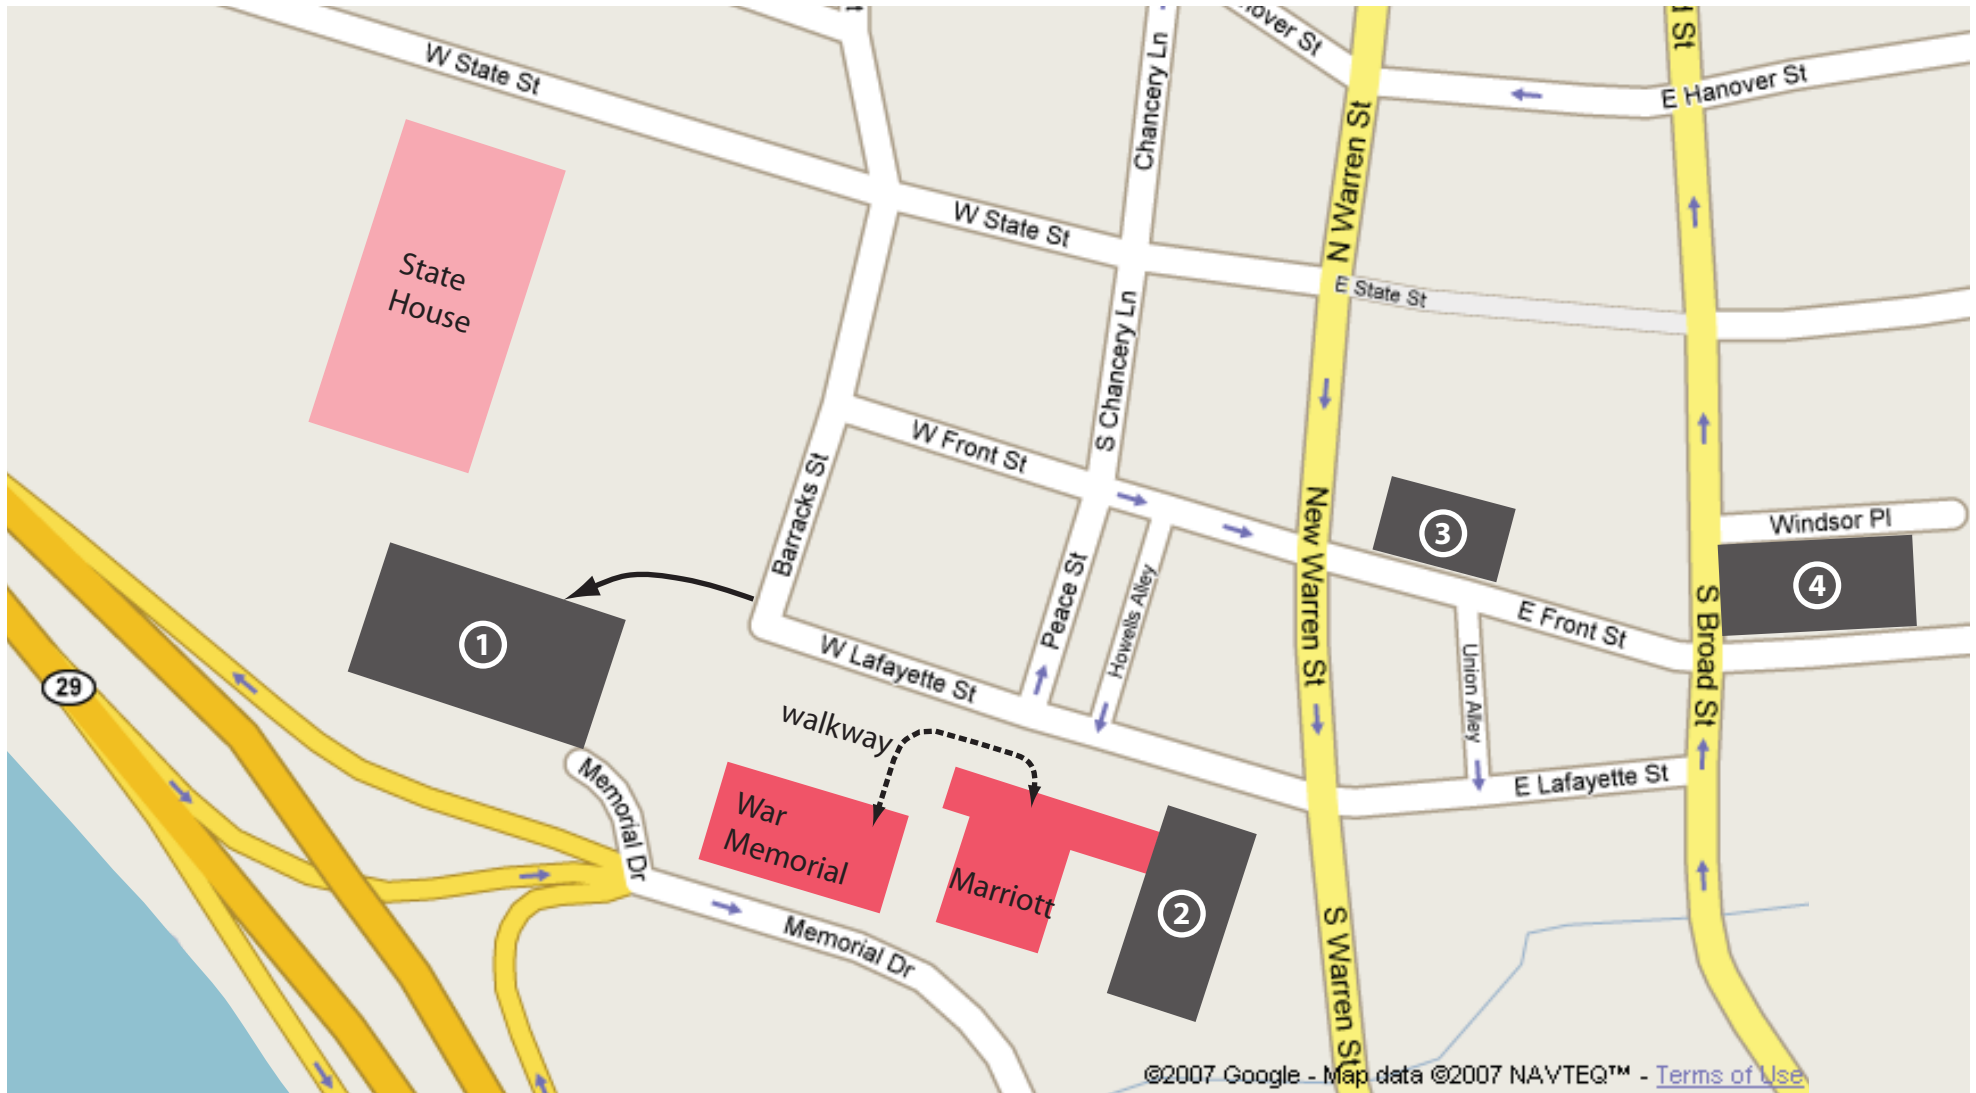 W State St
over St
Chancery Ln
N Warren St
d St
E Hanover St
W State St
E State St
State
House
S Chancery Ln
W Front St
Barracks St
New Warren St
3
Windsor Pl
4
1
Peace St
Howells Alley
E Front St
S Broad St
Union Alley
29
W Lafayette St
walkway
Memorial Dr
E Lafayette St
War
Memorial
Marriott
2
Memorial Dr
S Warren St
©2007 Google - Map data ©2007 NAVTEQ™ - Terms of Use